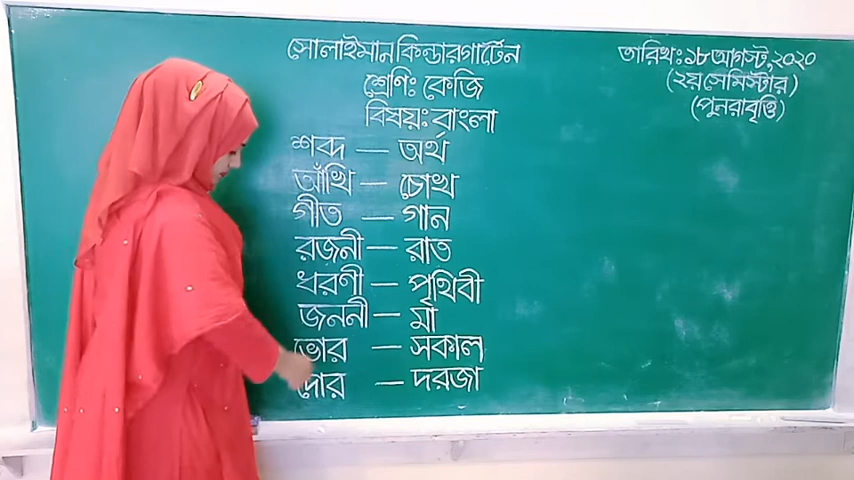 সোলাইমান কিন্ডারগার্টেন
তারিখঃ ১৮ আগস্ট, ২০২০
শ্রেণিঃ কেজি
(২য় সেমিস্টার)
বিষয়ঃ বাংলা
(পুনরাবৃত্তি)
শব্দ — অর্থ
আঁখি — চোখ
গীত — গান
রজনী — রাত
ধরণী — পৃথিবী
জননী — মা
ভোর — সকাল
দোর — দরজা